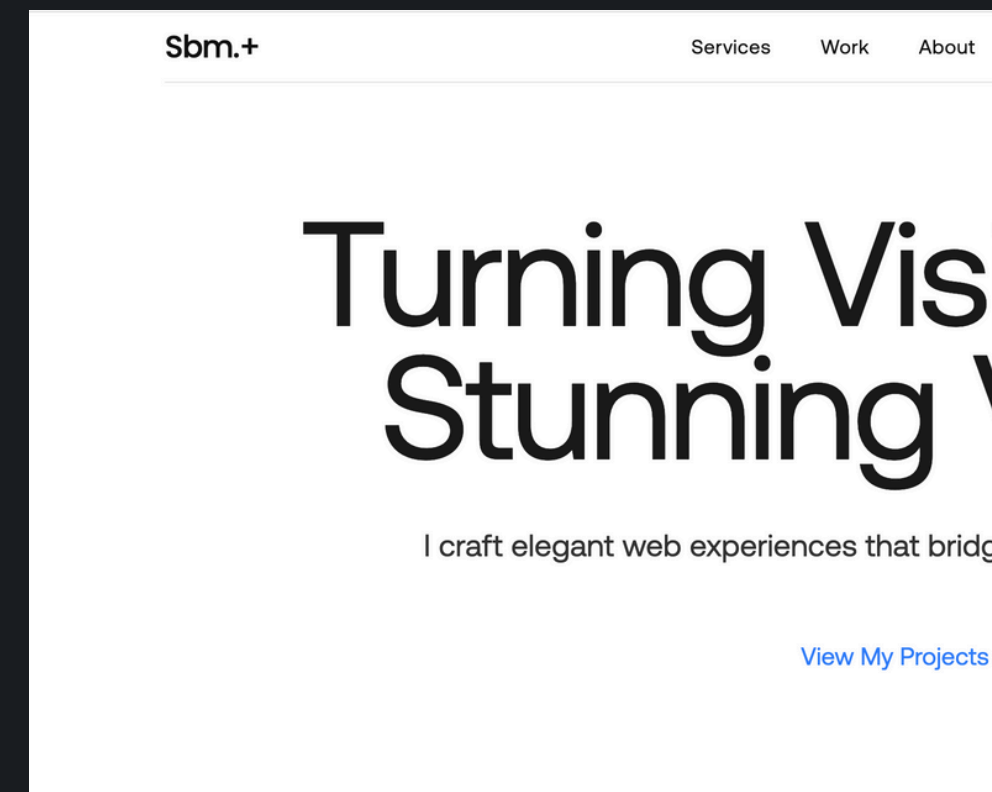 Sbm.+
Services Work About
Turning Vis
Stunning
I craft elegant web experiences that bridg
View My Projects